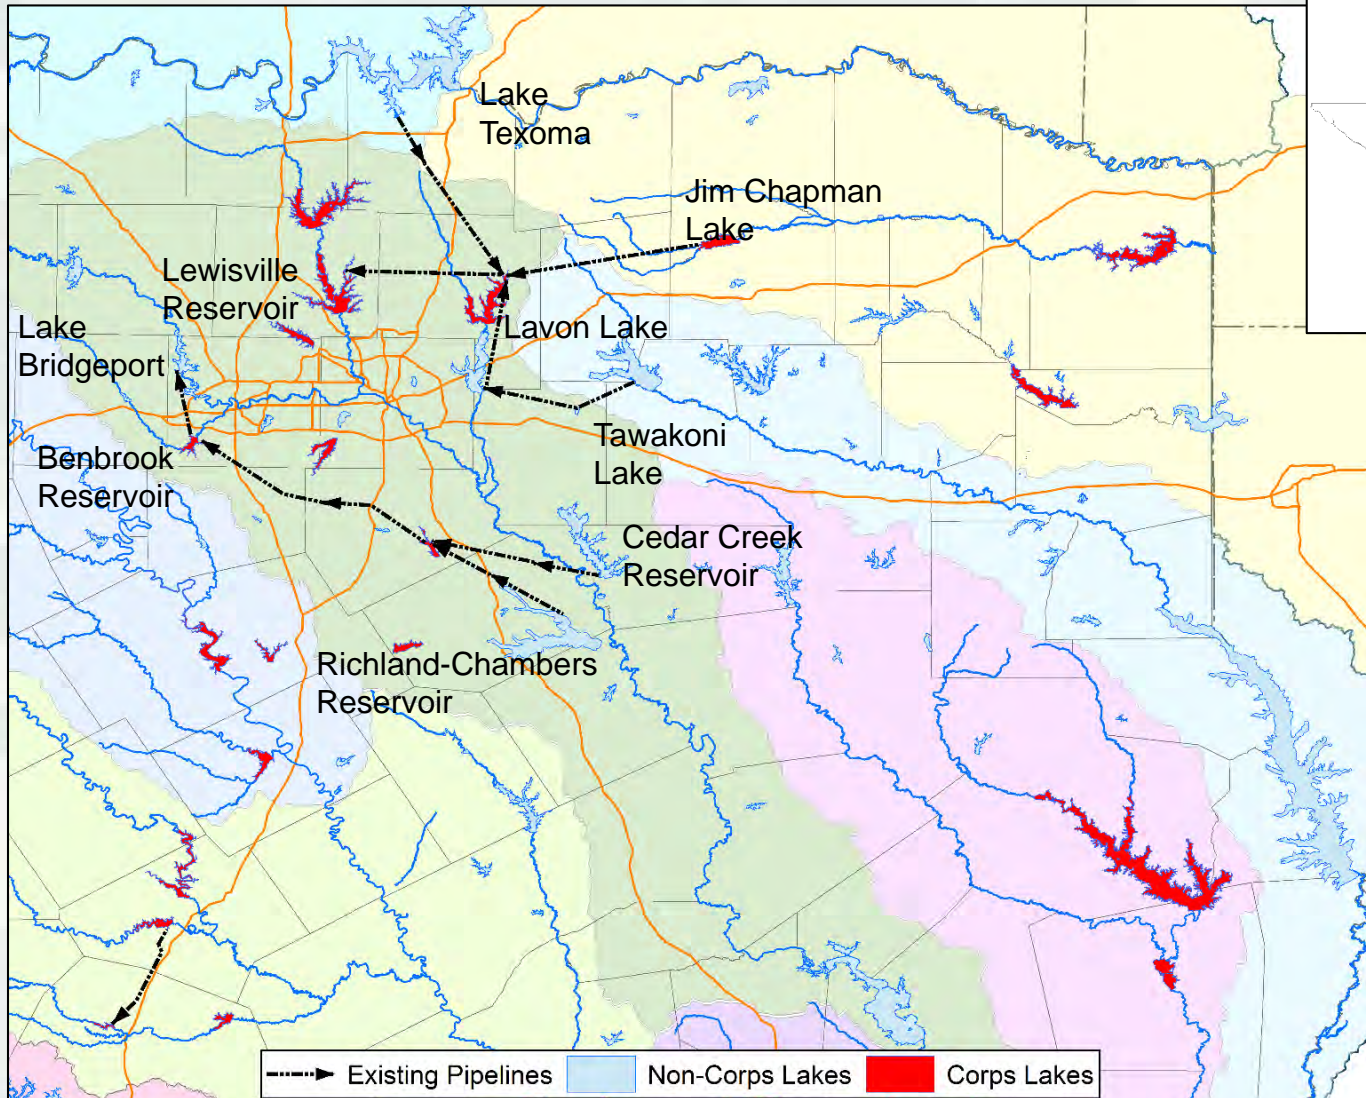 Lake
Texoma
Jim Chapman
Lake
Lewisville
Reservoir
Lake
Bridgeport
Lavon Lake
Benbrook
Reservoir
Tawakoni
Lake
Cedar Creek
Reservoir
Richland-Chambers
Reservoir
Existing Pipelines
Non-Corps Lakes
Corps Lakes